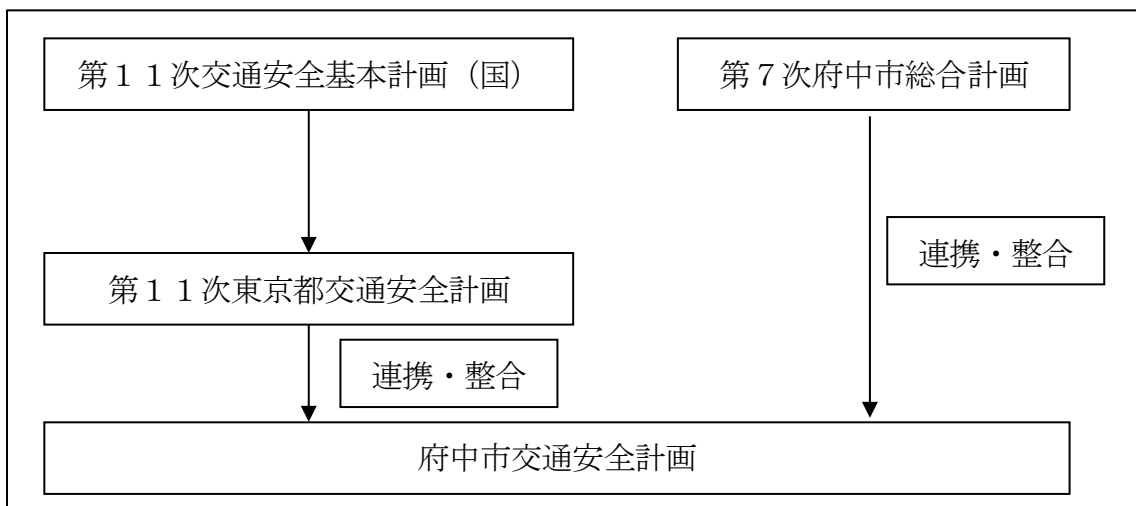 第１１次交通安全基本計画（国）
第７次府中市総合計画
連携・整合
第１１次東京都交通安全計画
連携・整合
府中市交通安全計画